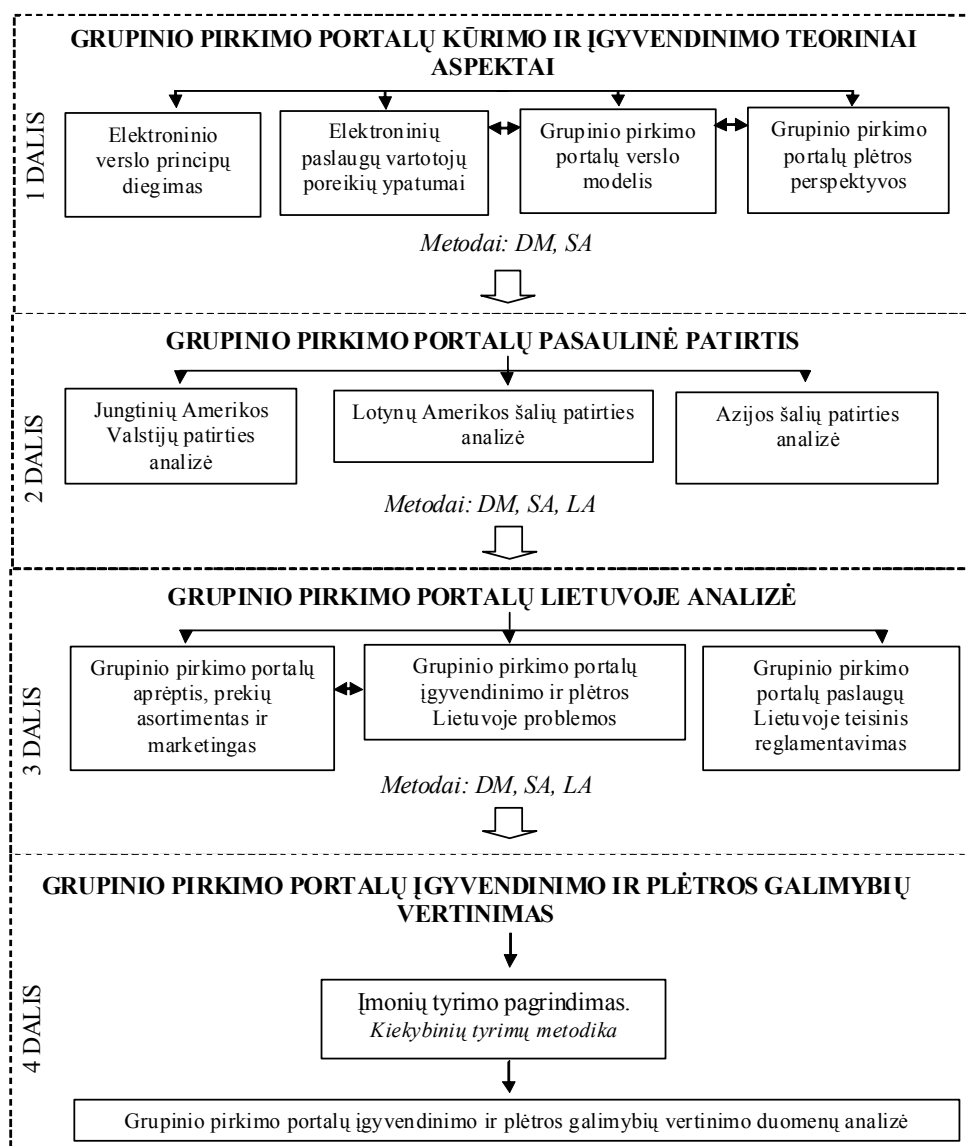 GRUPINIO PIRKIMO PORTALŲ KŪRIMO IR ĮGYVENDINIMO TEORINIAI
ASPEKTAI
1 DALIS
Elektroninio
verslo principų
diegimas
Elektroninių
paslaugų vartotojų
poreikių ypatumai
Grupinio pirkimo
portalų verslo
modelis
Grupinio pirkimo
portalų plėtros
perspektyvos
Metodai: DM, SA
GRUPINIO PIRKIMO PORTALŲ PASAULINĖ PATIRTIS
2 DALIS
Jungtinių Amerikos
Valstijų patirties
analizė
Lotynų Amerikos šalių patirties
analizė
Azijos šalių patirties
analizė
Metodai: DM, SA, LA
GRUPINIO PIRKIMO PORTALŲ LIETUVOJE ANALIZĖ
3 DALIS
Grupinio pirkimo portalų
aprėptis, prekių
asortimentas ir
marketingas
Grupinio pirkimo portalų
įgyvendinimo ir plėtros
Lietuvoje problemos
Grupinio pirkimo
portalų paslaugų
Lietuvoje teisinis
reglamentavimas
Metodai: DM, SA, LA
GRUPINIO PIRKIMO PORTALŲ ĮGYVENDINIMO IR PLĖTROS GALIMYBIŲ
VERTINIMAS
4 DALIS
Įmonių tyrimo pagrindimas.
Kiekybinių tyrimų metodika
Grupinio pirkimo portalų įgyvendinimo ir plėtros galimybių vertinimo duomenų analizė